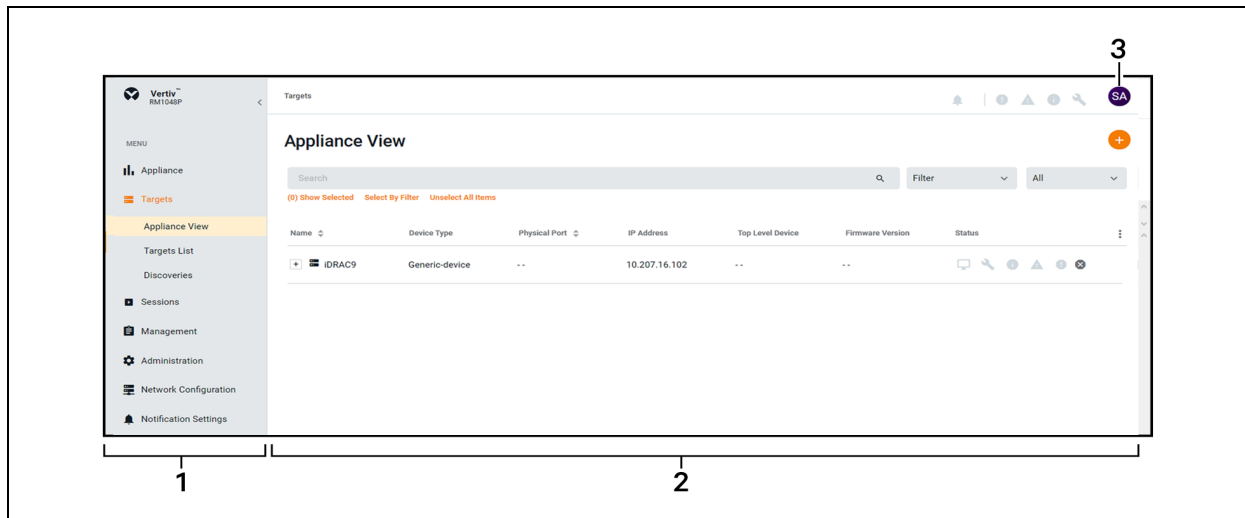 3
Vertiv™
RM1048P
Targets
SA
MENU
Appliance View
Appliance
Search
Filter
All
Targets
(0) Show Selected Select By Filter Unselect All Items
Appliance View
Name Device Type Physical Port IP Address Top Level Device Firmware Version Status
Targets List
iDRAC9 Generic-device -- 10.207.16.102 -- --
Discoveries
Sessions
Management
Administration
Network Configuration
Notification Settings
1
2